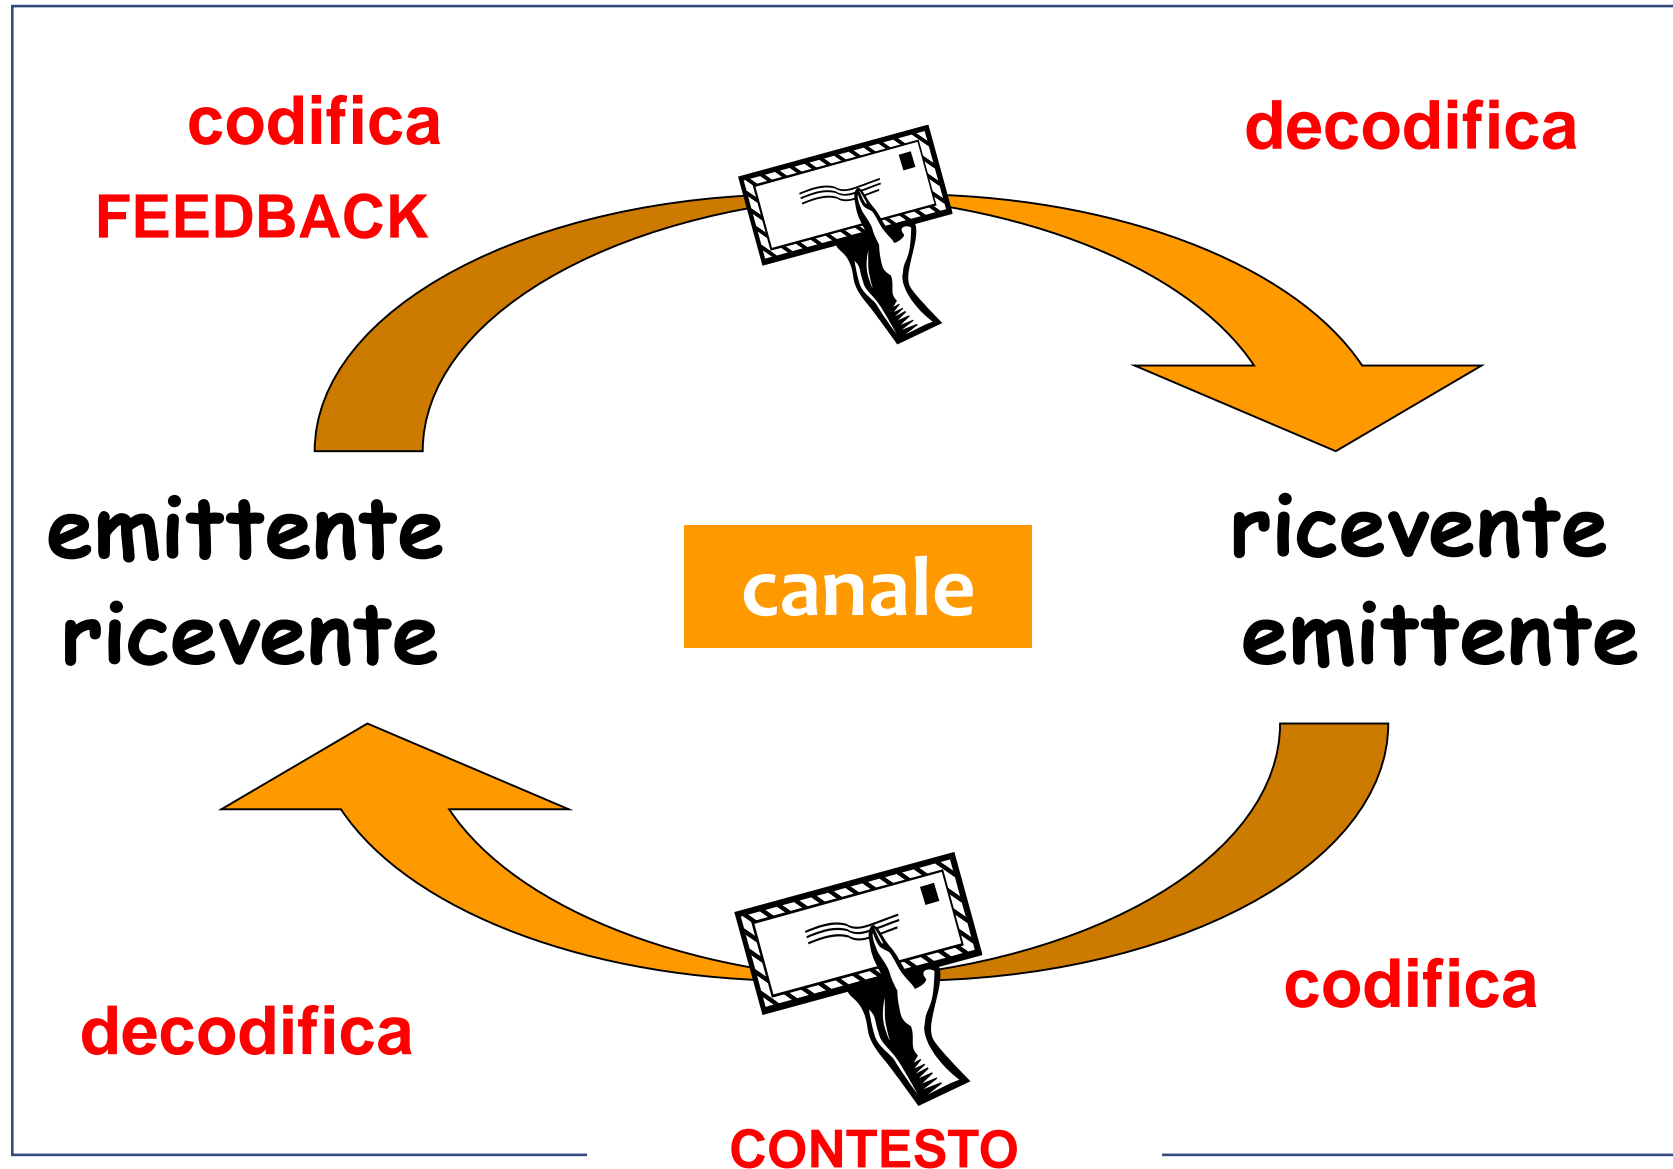 codifica
decodifica
FEEDBACK
emittente
ricevente
canale
ricevente
emittente
decodifica
codifica
CONTESTO